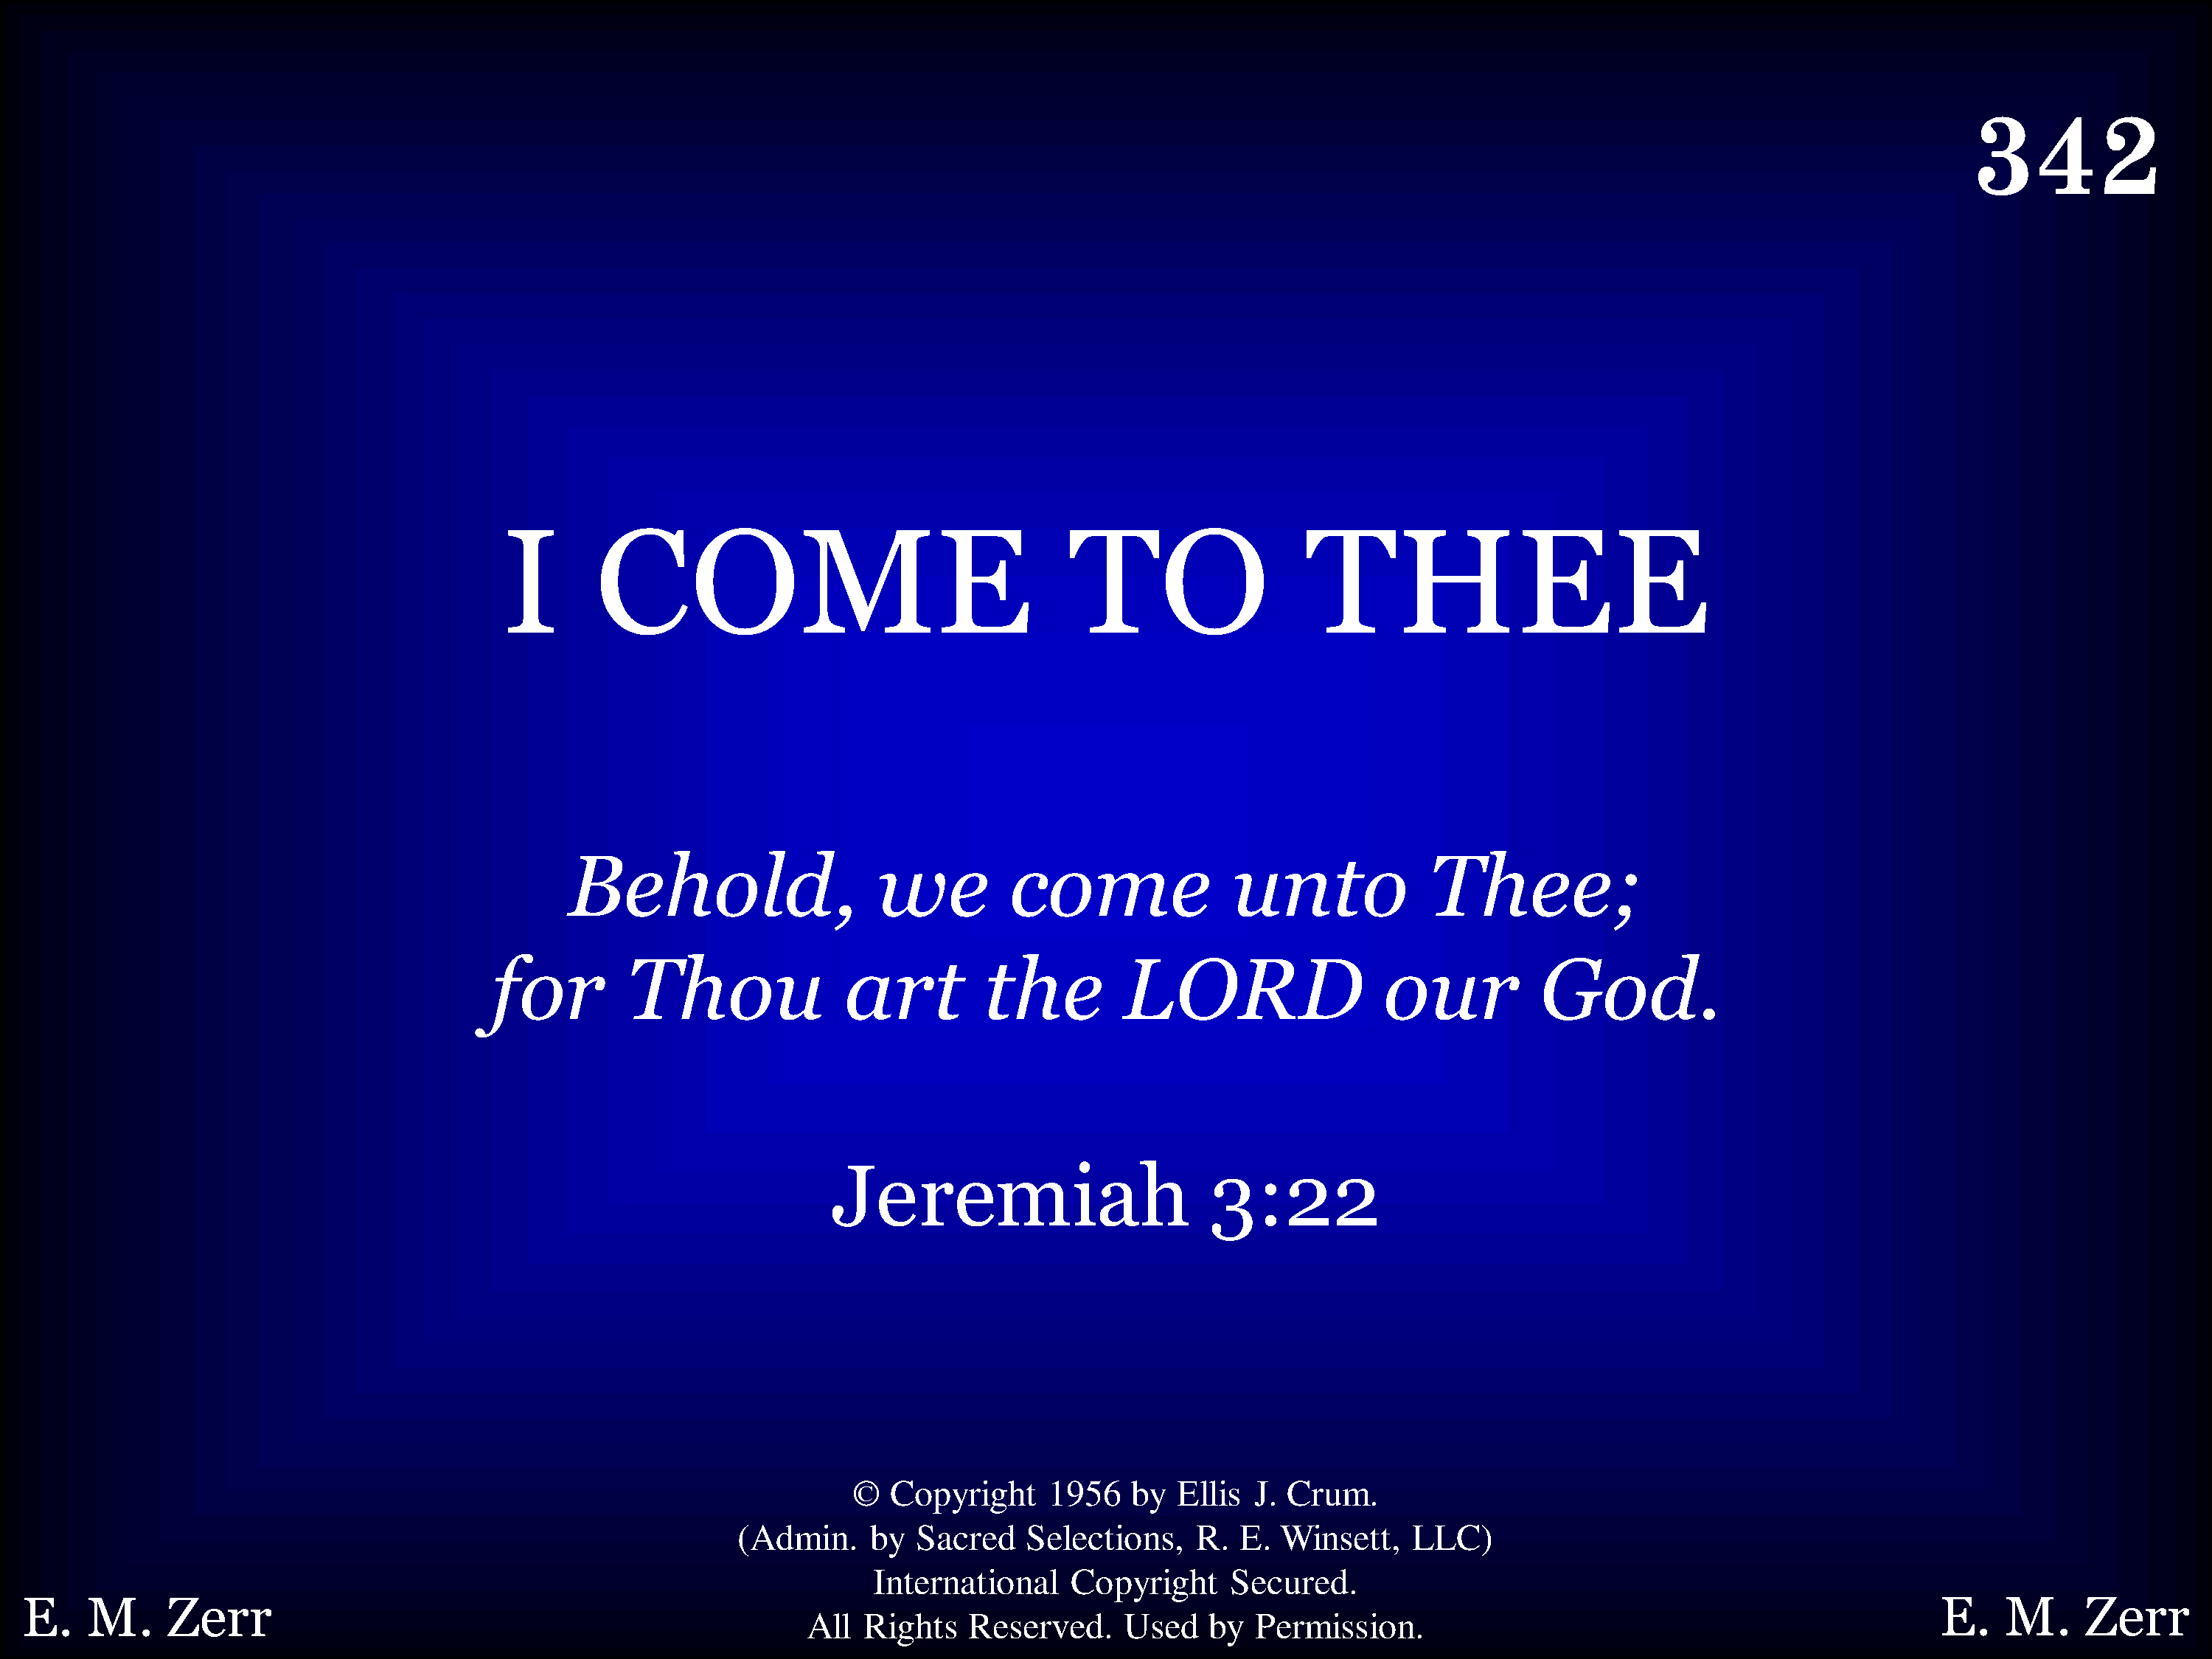 342
I COME TO THEE
Behold, we come unto Thee;
for Thou art the LORD our God.
Jeremiah 3:22
© Copyright 1956 by Ellis J. Crum.
(Admin. by Sacred Selections, R. E. Winsett, LLC)
International Copyright Secured.
All Rights Reserved. Used by Permission.
E. M. Zerr
E. M. Zerr